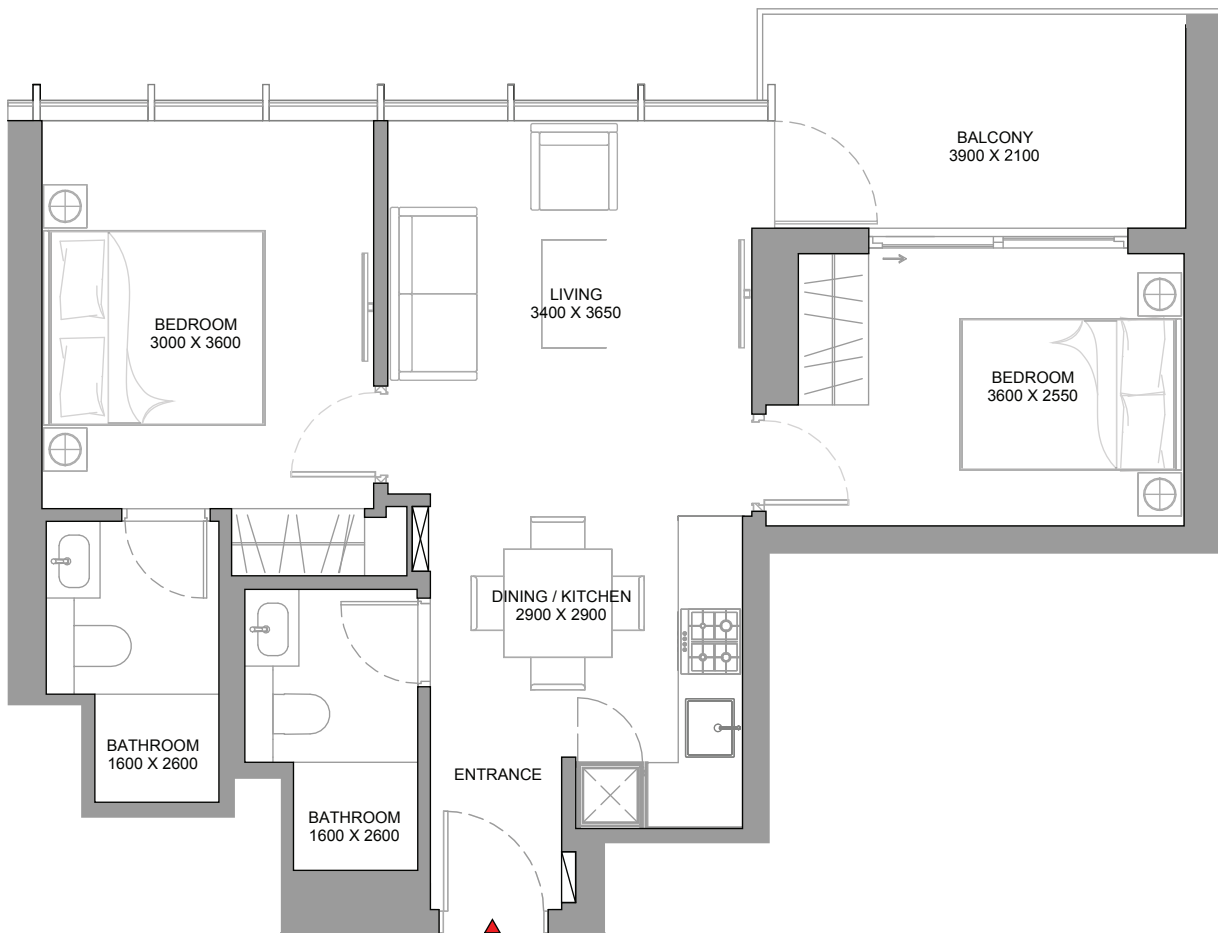 BALCONY
3900 X 2100
LIVING
3400 X 3650
BEDROOM
3000 X 3600
BEDROOM
3600 X 2550
DINING / KITCHEN
2900 X 2900
BATHROOM
1600 X 2600
ENTRANCE
BATHROOM
1600 X 2600